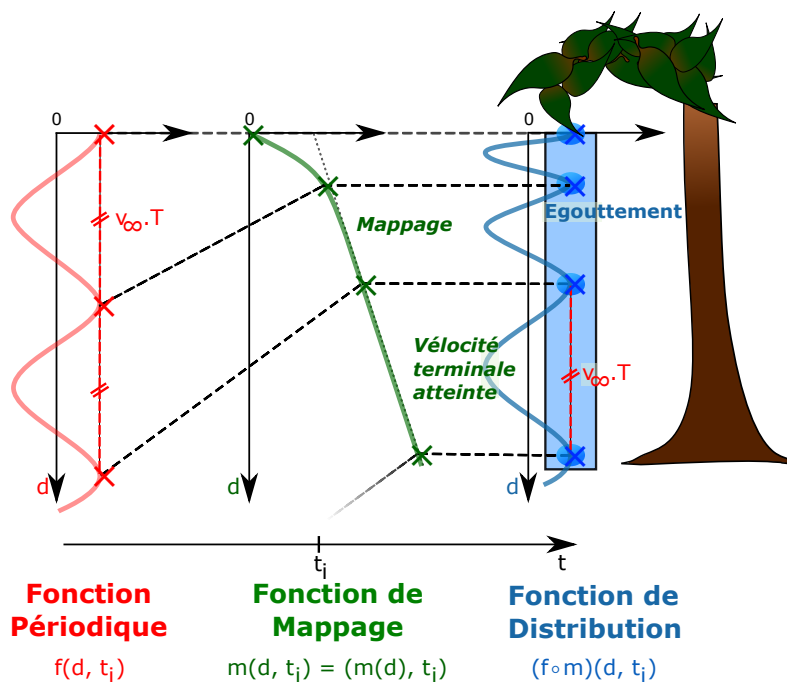 0
0
0
v∞.T
Mappage
Egouttement
Vélocité
terminale
atteinte
v∞.T
d
d
d
ti
t
Fonction
Périodique
f(d, ti)
Fonction de
Mappage
m(d, ti) = (m(d), ti)
Fonction de
Distribution
(f∘m)(d, ti)